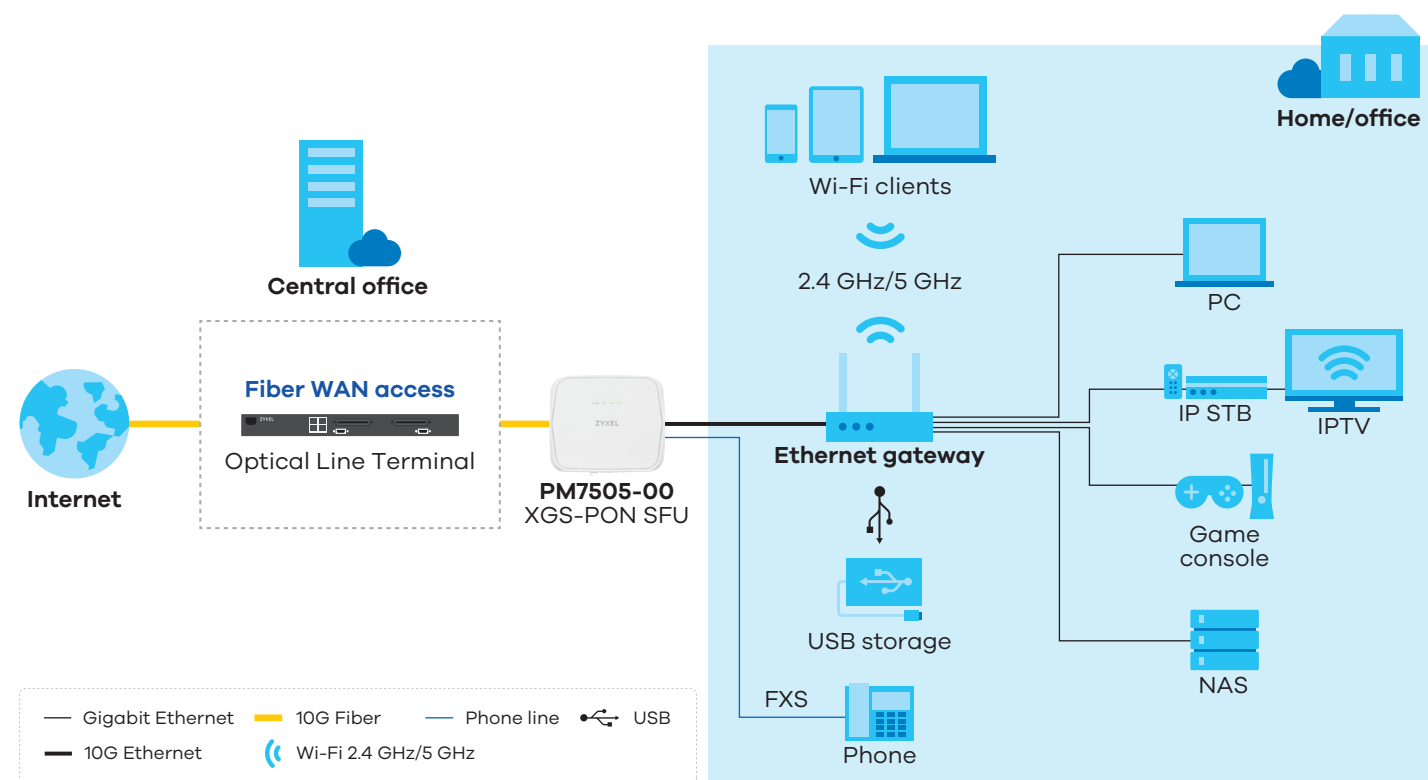 Home/office
Wi-Fi clients
Central office
2.4 GHz/5 GHz
PC
Fiber WAN access
ZYXEL
Optical Line Terminal
ZYXEL
Internet
PM7505-00
XGS-PON SFU
Ethernet gateway
IP STB
IPTV
Game
console
USB storage
NAS
FXS
Phone
Gigabit Ethernet
10G Fiber
Phone line
USB
10G Ethernet
Wi-Fi 2.4 GHz/5 GHz